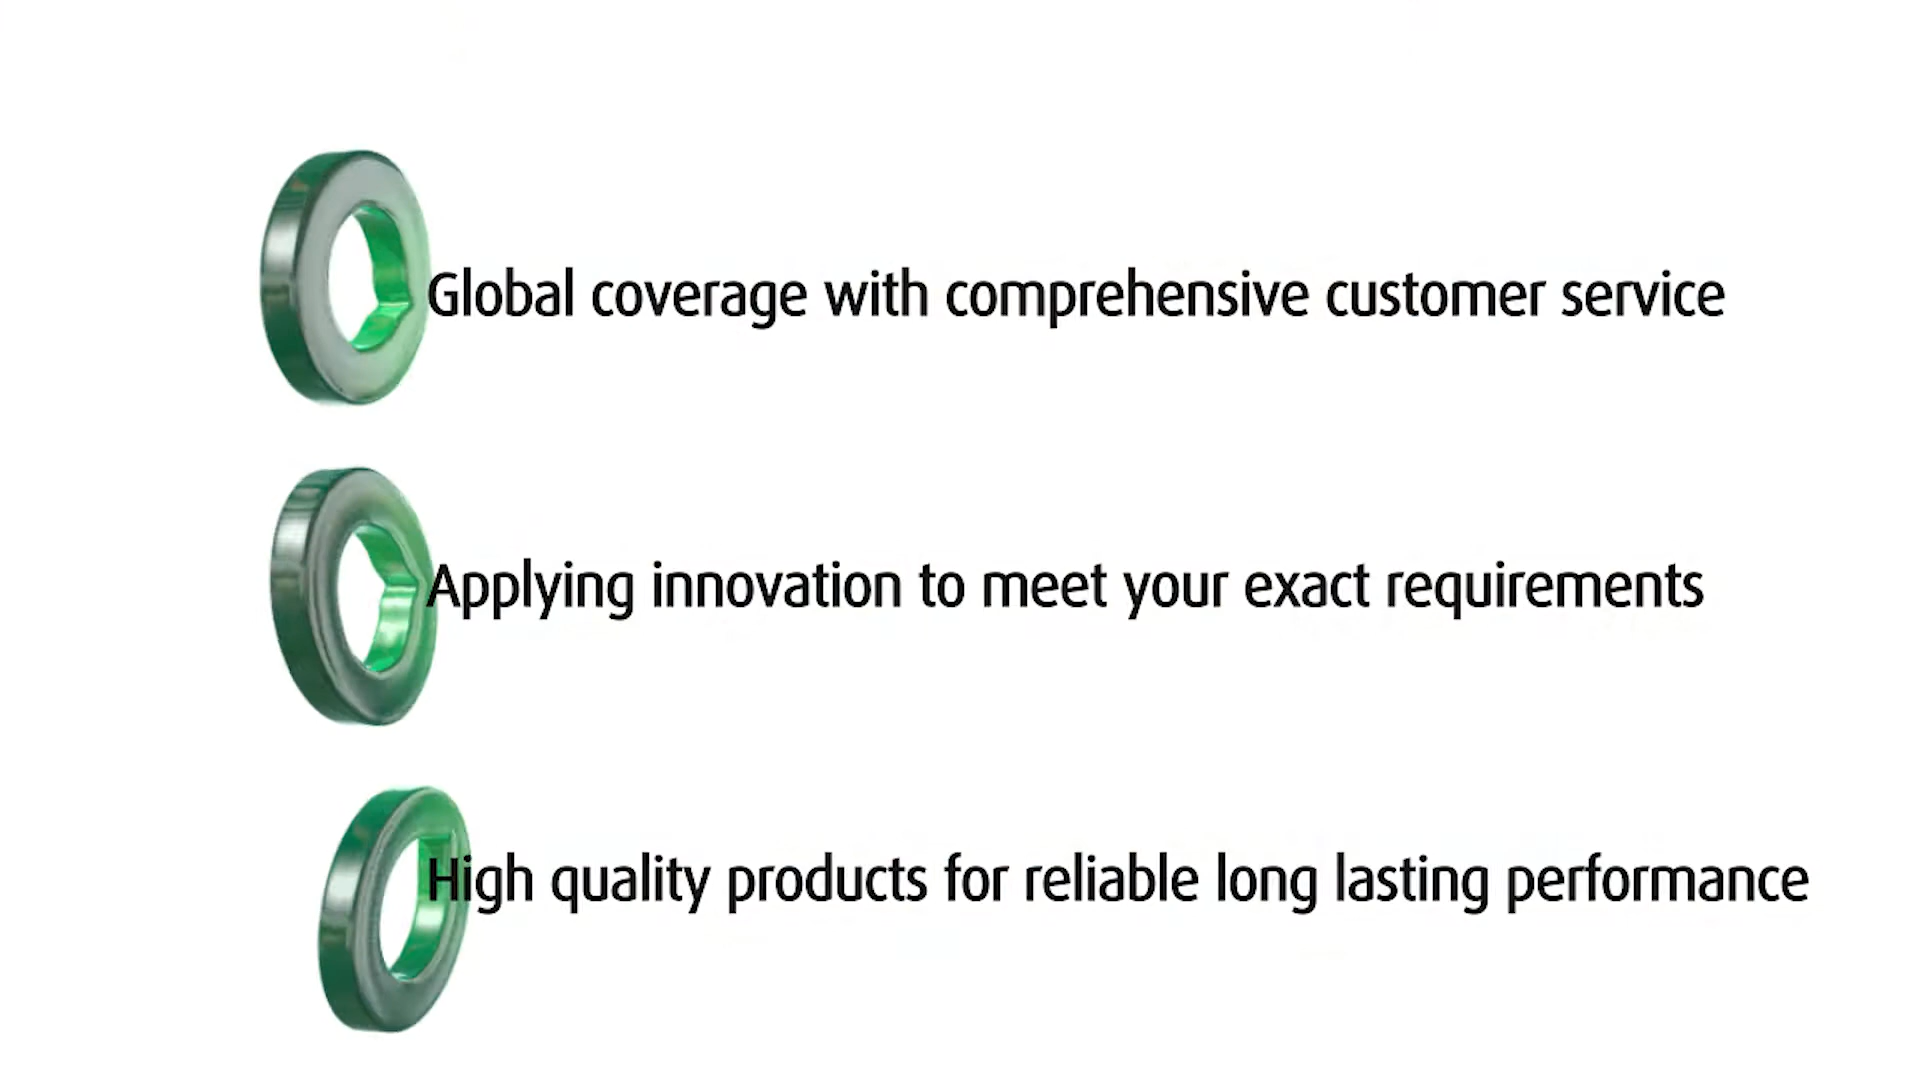 Global coverage with comprehensive customer service
Applying innovation to meet your exact requirements
High quality products for reliable long lasting performance